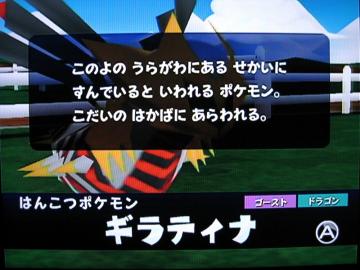 このよの うらがわにある せかいに
すんでいると いわれる ポケモン。
こだいの はかばに あらわれる。
はんこつポケモン
ゴースト ドラゴン
ギラティナ
A